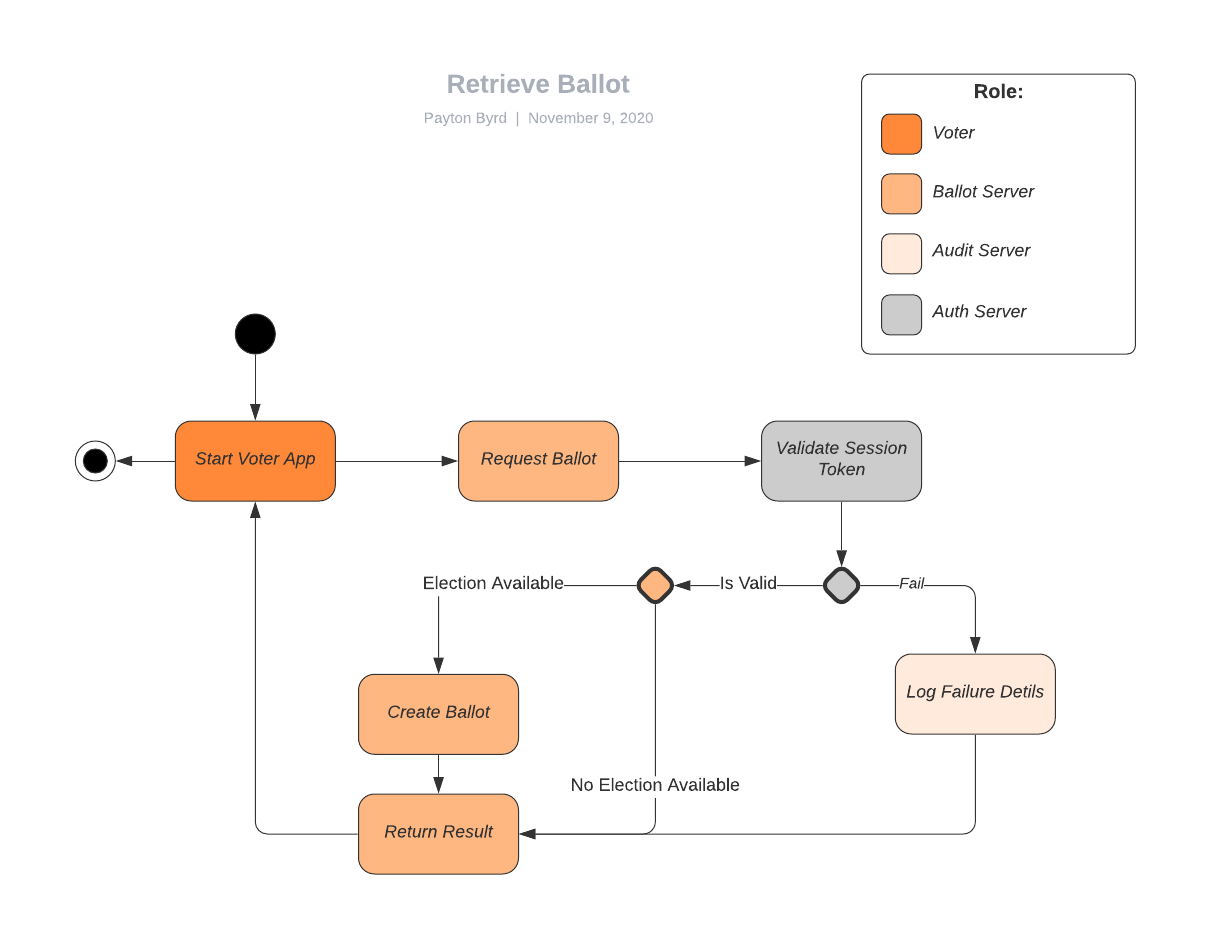 Retrieve Ballot
Payton Byrd | November 9, 2020
Role:
Voter
Ballot Server
Audit Server
Auth Server
Start Voter App
Request Ballot
Validate Session
Token
Election Available
Is Valid
Fail
Log Failure Detils
Create Ballot
No Election Available
Return Result